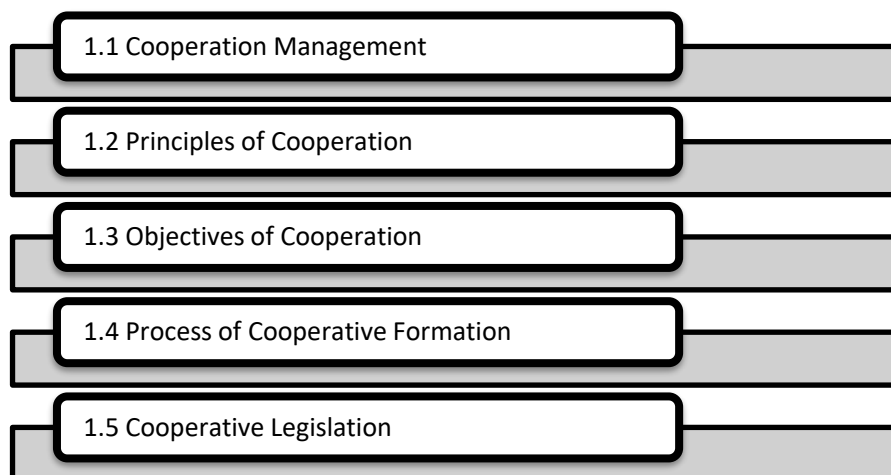 1.1 Cooperation Management
1.2 Principles of Cooperation
1.3 Objectives of Cooperation
1.4 Process of Cooperative Formation
1.5 Cooperative Legislation